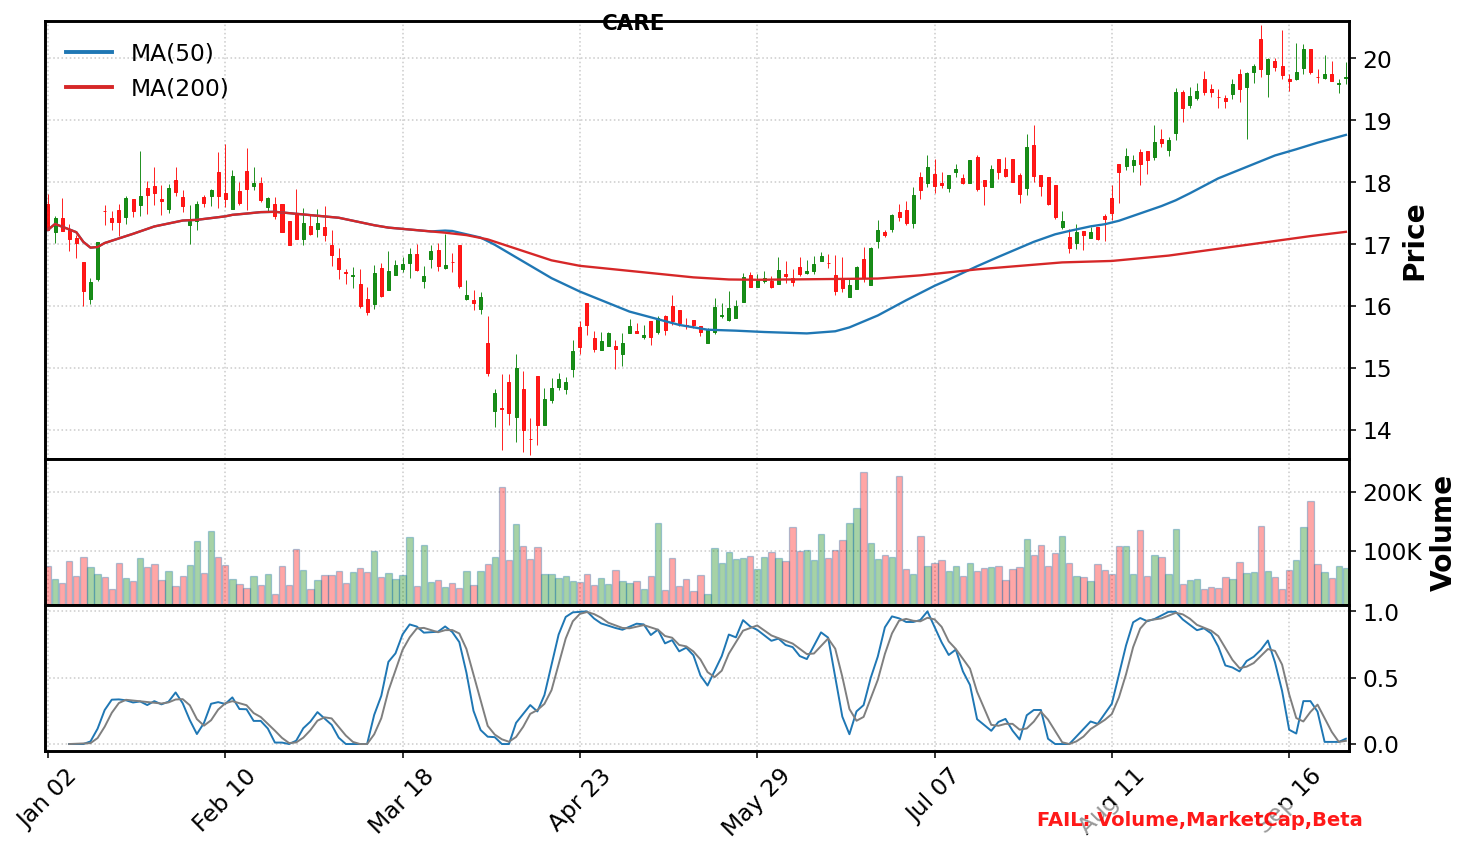 CARE
MA(50)
MA(200)
20
19
18
17
16
15
14
Price
200K
100K
Volume
1.0
0.5
0.0
Jan 02
Feb 10
Mar 18
Apr 23
May 29
Jul 07
Aug 11
Sep 16
FAIL: Volume,MarketCap,Beta